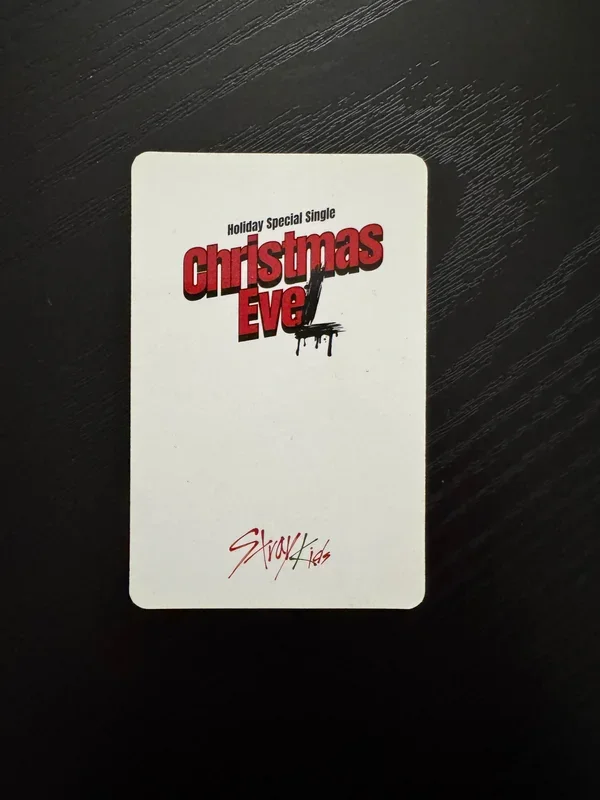 Holiday Special Single
Christmas
EveL
Stray Kids